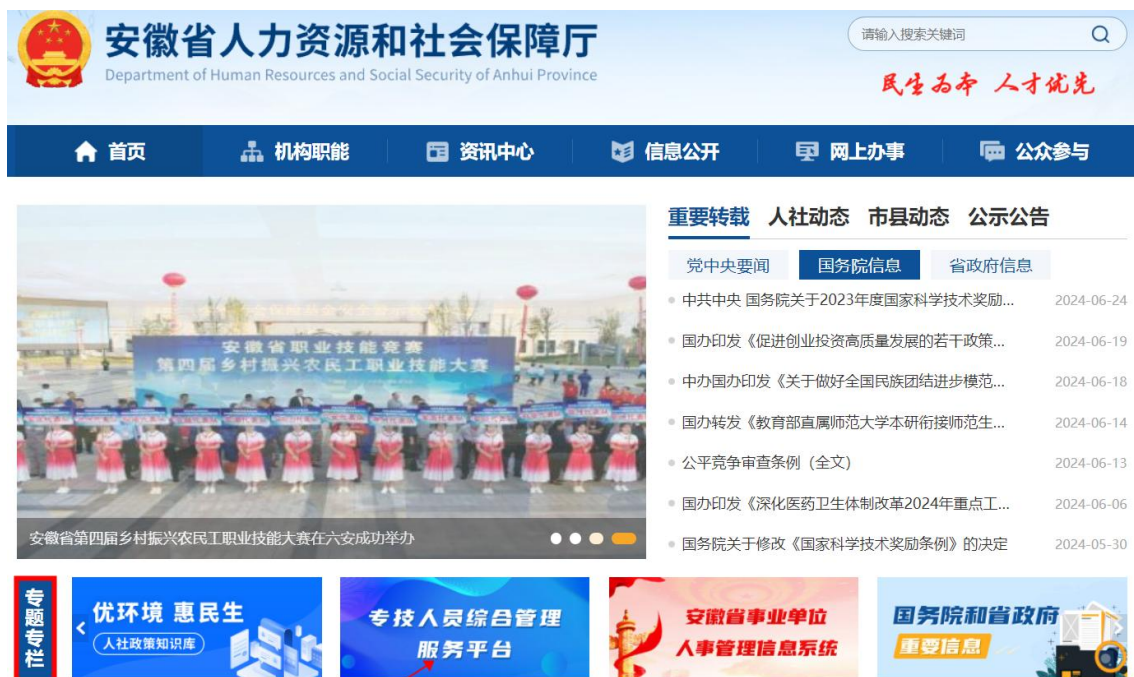 安徽省人力资源和社会保障厅
Department of Human Resources and Social Security of Anhui Province
请输入搜索关键词
民生为本 人才优先
首页 机构职能 资讯中心 信息公开 网上办事 公众参与
重要转载 人社动态 市县动态 公示公告
党中央要闻 国务院信息 省政府信息
中共中央 国务院关于2023年度国家科学技术奖励... 2024-06-24
国办印发《促进创业投资高质量发展的若干政策... 2024-06-19
中办国办印发《关于做好全国民族团结进步模范... 2024-06-18
国办转发《教育部直属师范大学本研衔接师范生... 2024-06-14
公平竞争审查条例（全文） 2024-06-13
国办印发《深化医药卫生体制改革2024年重点工... 2024-06-06
国务院关于修改《国家科学技术奖励条例》的决定 2024-05-30
安徽省职业技能竞赛
第四届乡村振兴农民工职业技能大赛
安徽省第四届乡村振兴农民工职业技能大赛在六安成功举办
专题专栏
优环境 惠民生
人社政策知识库
专技人员综合管理
服务平台
安徽省事业单位
人事管理信息系统
国务院和省政府
重要信息